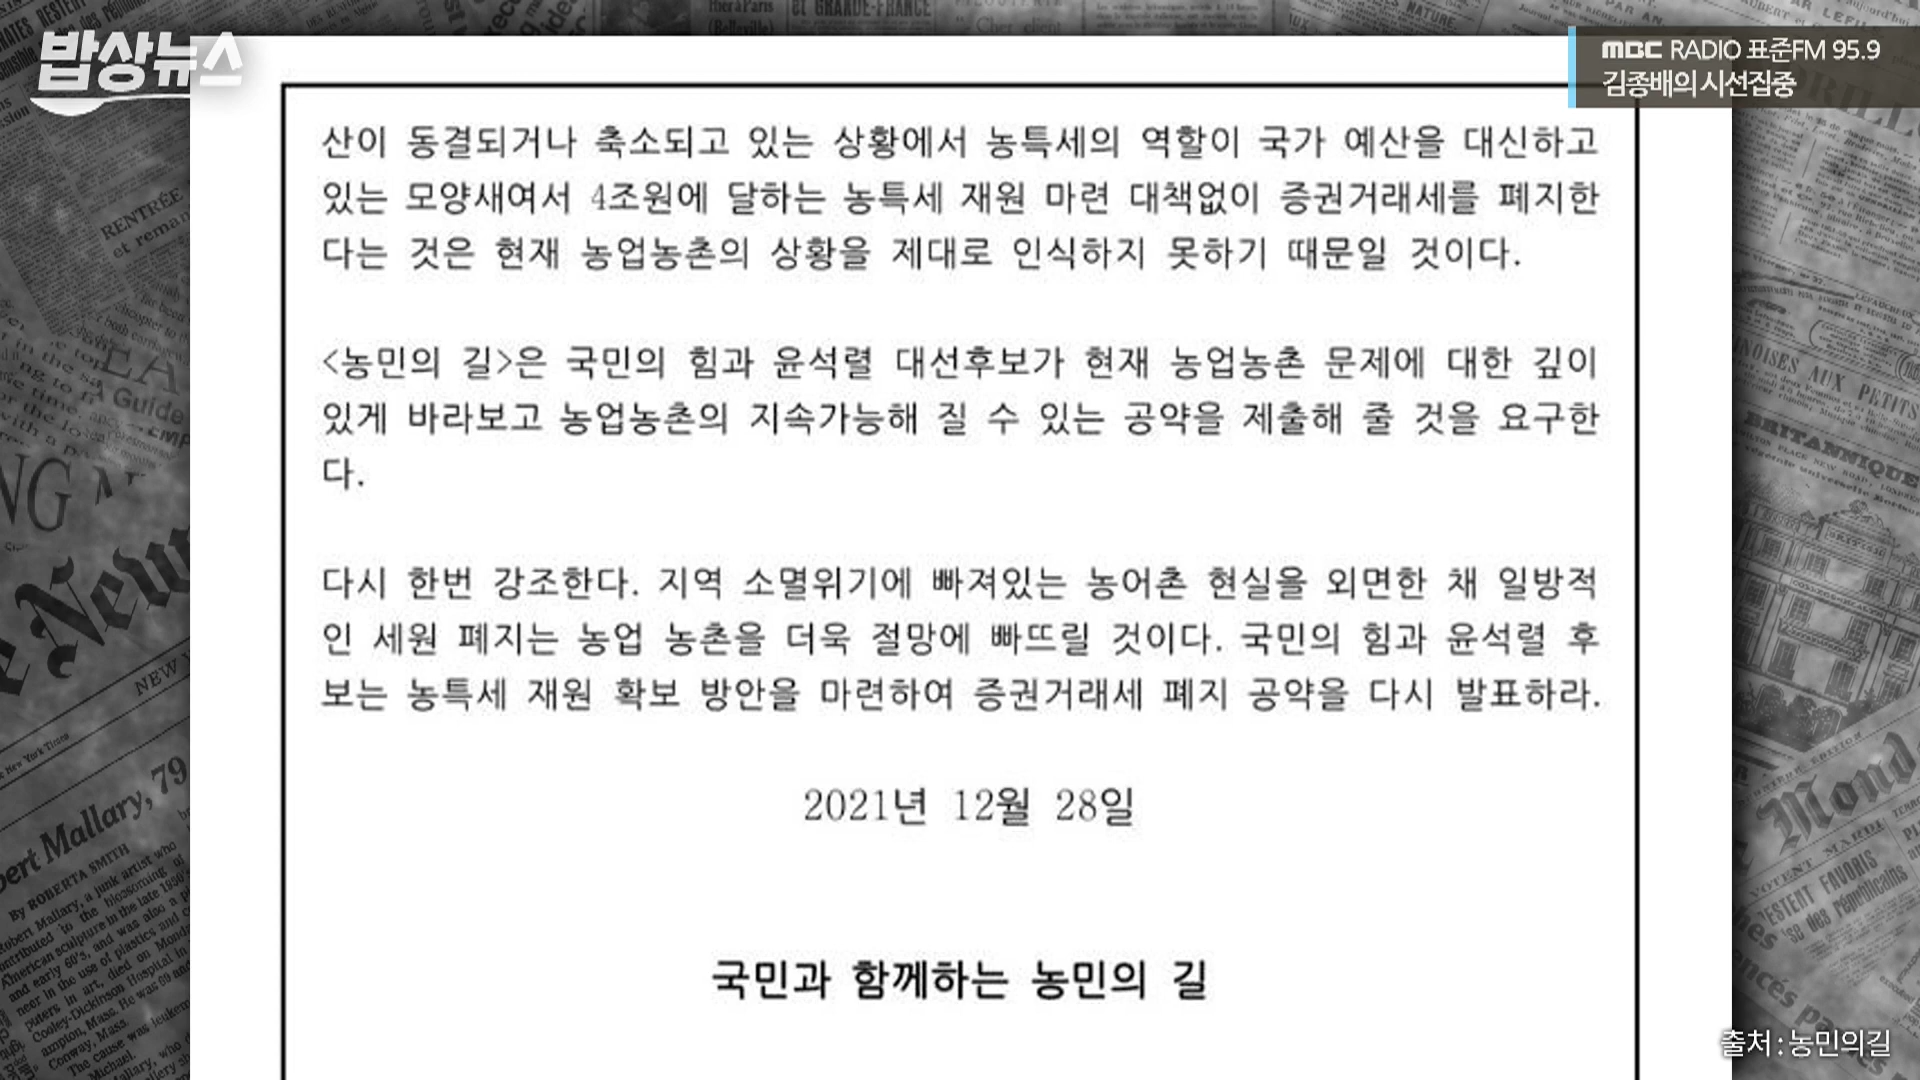 밥상뉴스
MBC RADIO 표준FM 95.9
김종배의 시선집중
산이 동결되거나 축소되고 있는 상황에서 농특세의 역할이 국가 예산을 대신하고
있는 모양새여서 4조원에 달하는 농특세 재원 마련 대책없이 증권거래세를 폐지한
다는 것은 현재 농업농촌의 상황을 제대로 인식하지 못하기 때문일 것이다.
<농민의 길>은 국민의 힘과 윤석렬 대선후보가 현재 농업농촌 문제에 대한 깊이
있게 바라보고 농업농촌의 지속가능해 질 수 있는 공약을 제출해 줄 것을 요구한
다.
다시 한번 강조한다. 지역 소멸위기에 빠져있는 농어촌 현실을 외면한 채 일방적
인 세원 폐지는 농업 농촌을 더욱 절망에 빠뜨릴 것이다. 국민의 힘과 윤석렬 후
보는 농특세 재원 확보 방안을 마련하여 증권거래세 폐지 공약을 다시 발표하라.
2021년 12월 28일
국민과 함께하는 농민의 길
출처 : 농민의길